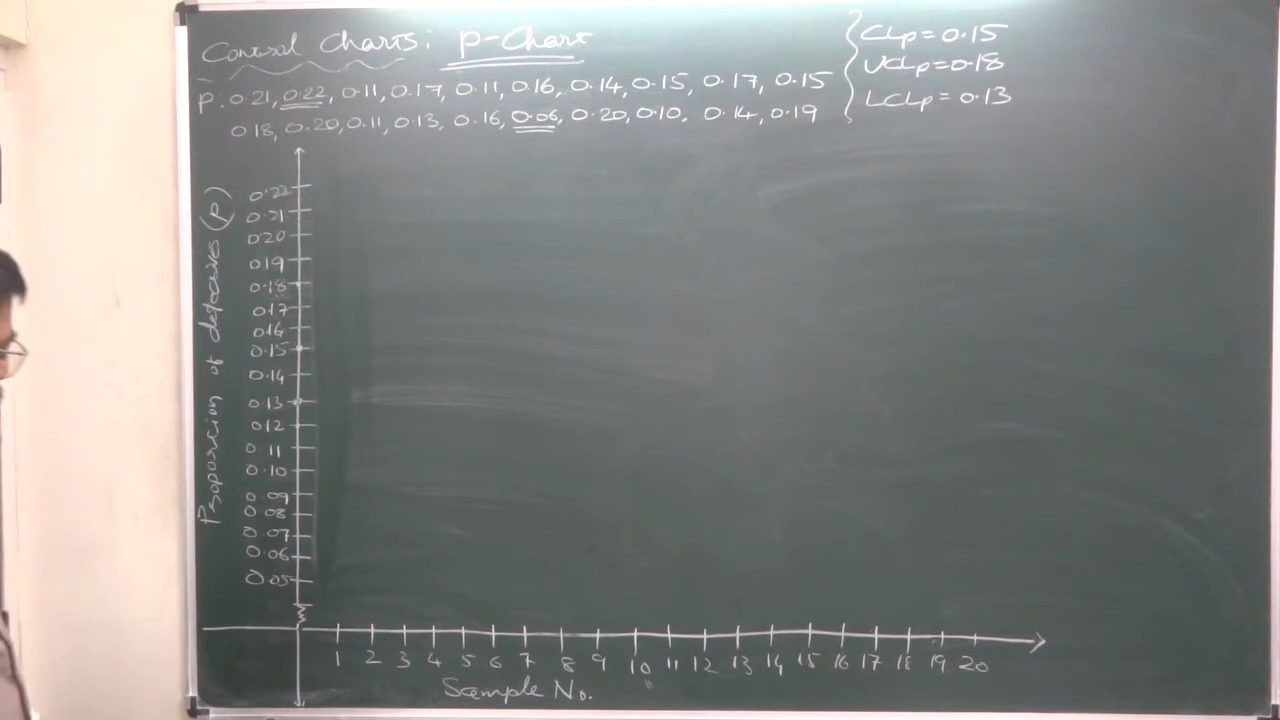 Control Charts: p-Chart
p: 0.21, 0.22, 0.11, 0.17, 0.11, 0.16, 0.14, 0.15, 0.17, 0.15
0.18, 0.20, 0.11, 0.13, 0.16, 0.06, 0.20, 0.10, 0.14, 0.19
CLp = 0.15
UCLp = 0.18
LCLp = 0.13
Proportion of defectives (p)
0.22
0.21
0.20
0.19
0.18
0.17
0.16
0.15
0.14
0.13
0.12
0.11
0.10
0.09
0.08
0.07
0.06
0.05
1 2 3 4 5 6 7 8 9 10 11 12 13 14 15 16 17 18 19 20
Sample No.